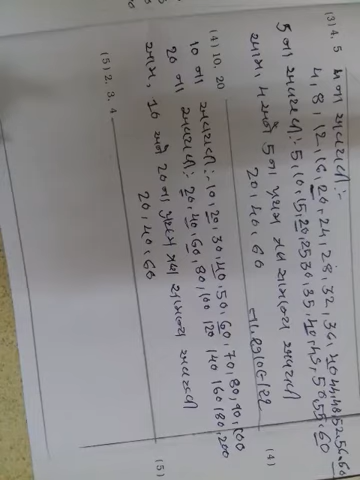 (3) 4, 5 4 ના અવયવી :-
4, 8, 12, 16, 20, 24, 28, 32, 36, 40, 44, 48, 52, 56, 60
5 ના અવયવી :- 5, 10, 15, 20, 25, 30, 35, 40, 45, 50, 55, 60
આમ, 4 અને 5 ના પ્રથમ ત્રણ સામાન્ય અવયવી
20, 40, 60
(4)
(4) 10, 20
10 ના અવયવી :- 10, 20, 30, 40, 50, 60, 70, 80, 90, 100
20 ના અવયવી :- 20, 40, 60, 80, 100, 120, 140, 160, 180, 200
આમ, 10 અને 20 ના પ્રથમ ત્રણ સામાન્ય અવયવી
20, 40, 60
(5) 2, 3, 4
(5)